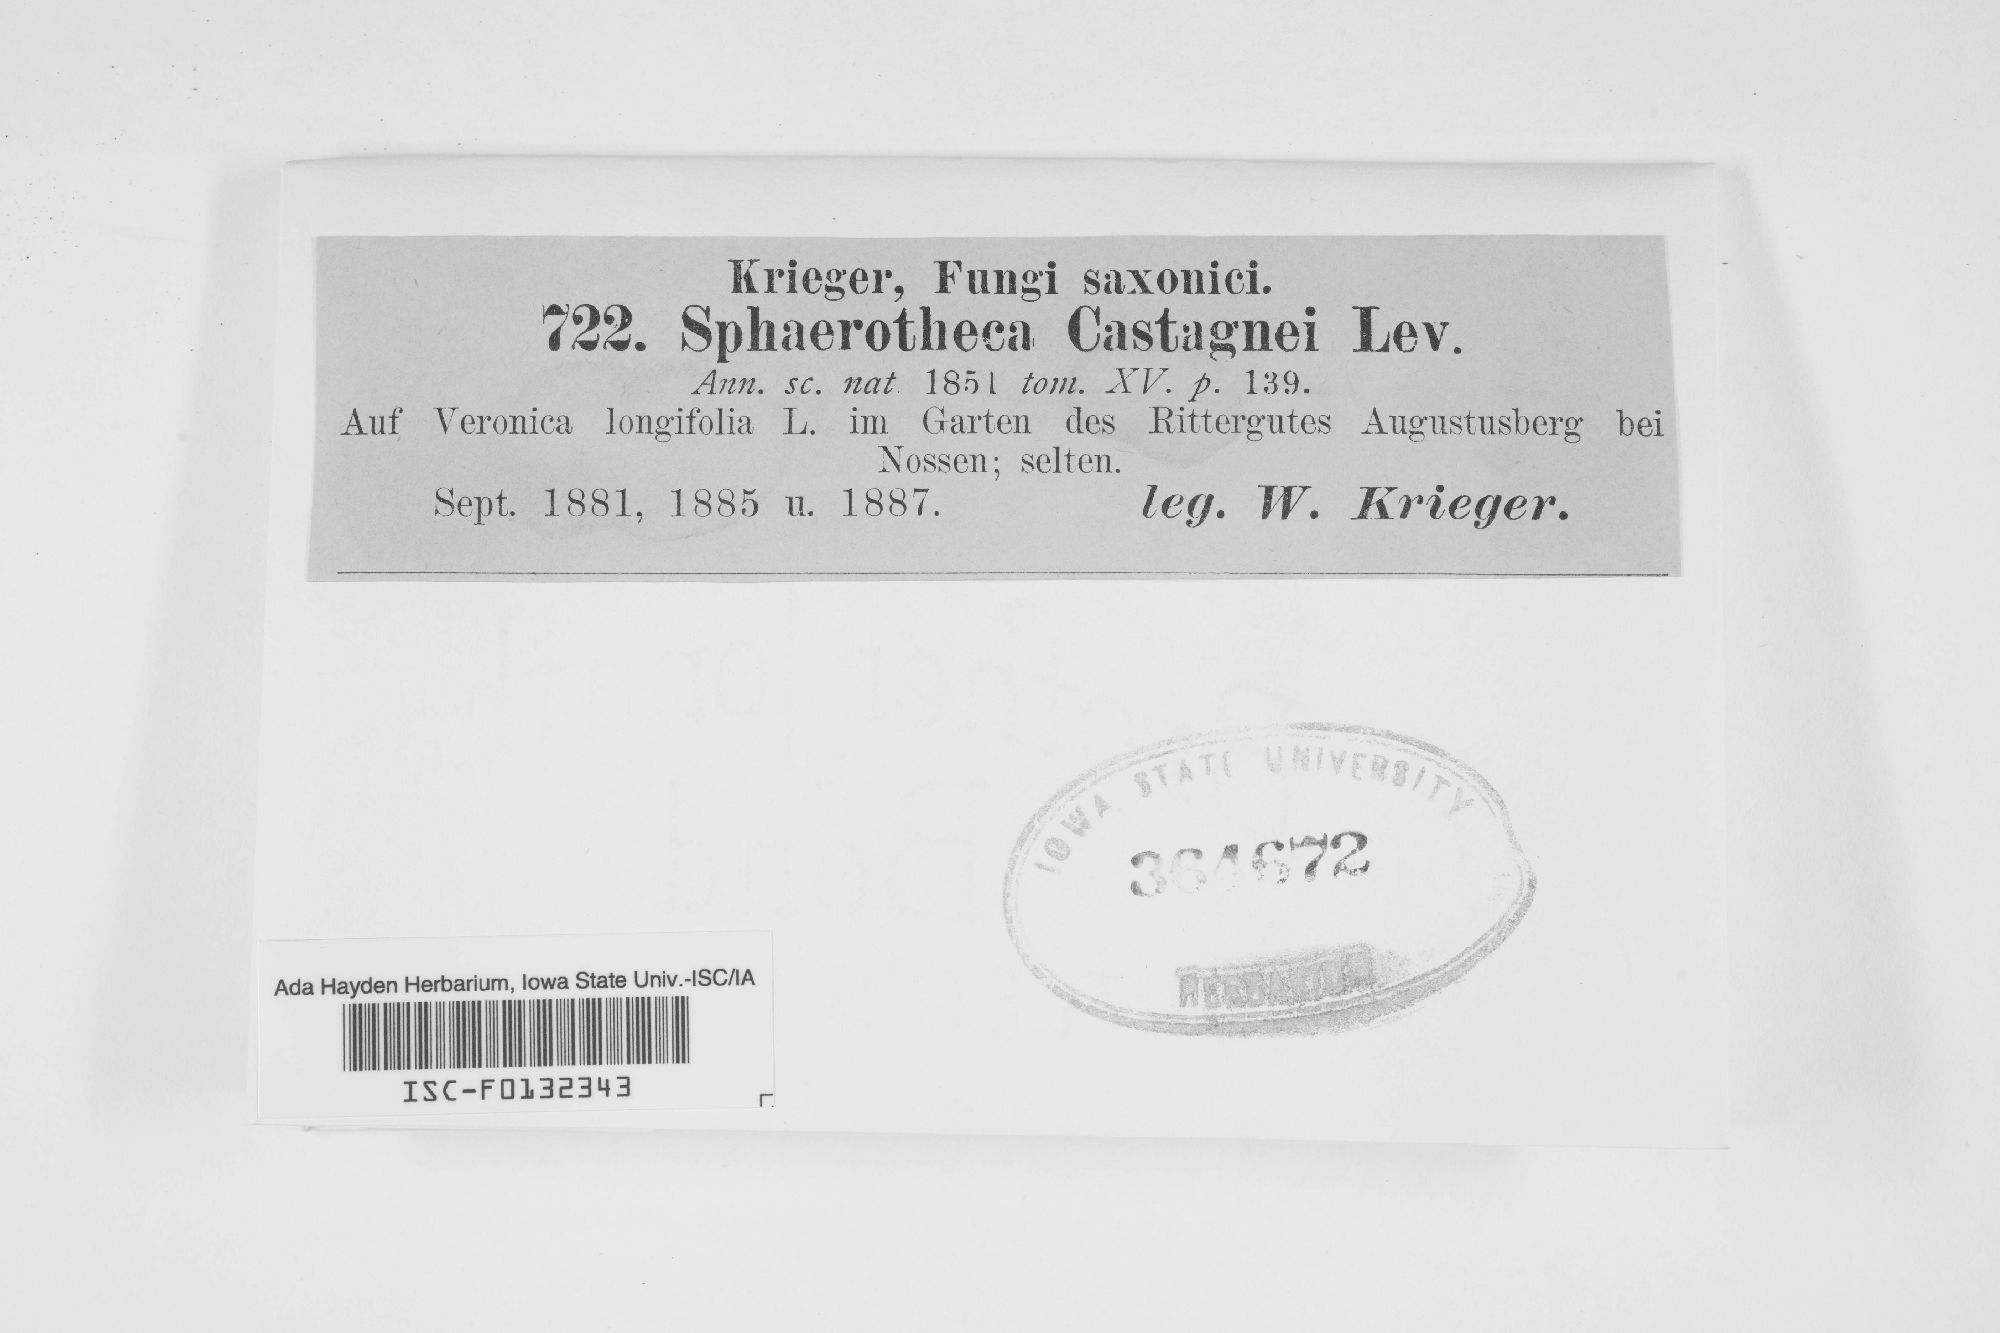 Krieger, Fungi saxonici.
722. Sphaerotheca Castagnei Lev.
Ann. sc. nat. 1851 tom. XV. p. 139.
Auf Veronica longifolia L. im Garten des Rittergutes Augustusberg bei
Nossen; selten.
Sept. 1881, 1885 u. 1887. leg. W. Krieger.
IOWA STATE UNIVERSITY
364672
HERBARIUM
Ada Hayden Herbarium, Iowa State Univ.-ISC/IA
ISC-F0132343